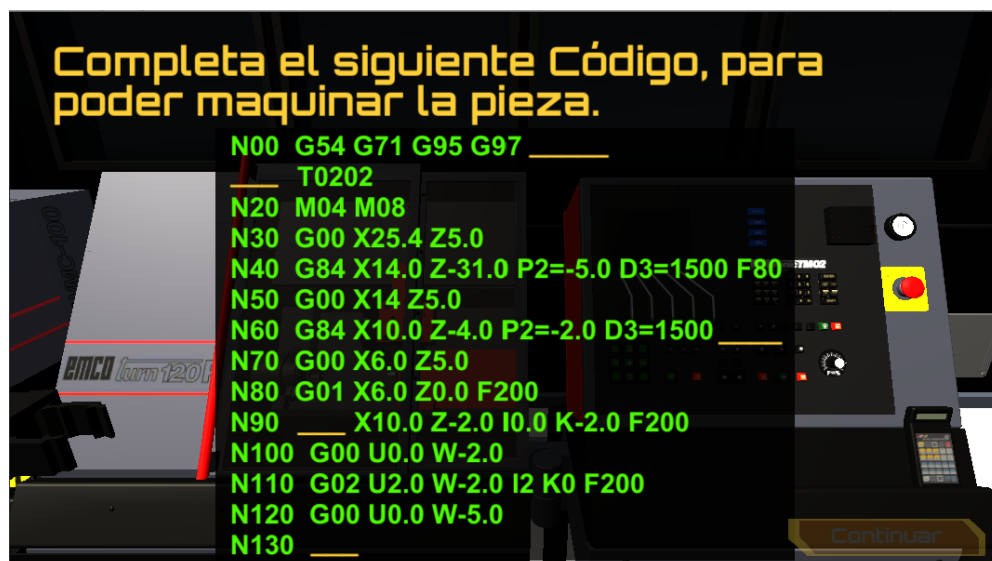 Completa el siguiente Código, para
poder maquinar la pieza.
N00 G54 G71 G95 G97 _____
___ T0202
N20 M04 M08
N30 G00 X25.4 Z5.0
N40 G84 X14.0 Z-31.0 P2=-5.0 D3=1500 F80
N50 G00 X14 Z5.0
N60 G84 X10.0 Z-4.0 P2=-2.0 D3=1500____
N70 G00 X6.0 Z5.0
N80 G01 X6.0 Z0.0 F200
N90 ___ X10.0 Z-2.0 I0.0 K-2.0 F200
N100 G00 U0.0 W-2.0
N110 G02 U2.0 W-2.0 I2 K0 F200
N120 G00 U0.0 W-5.0
N130 ___
emco turn 120P
TM02
Continuar